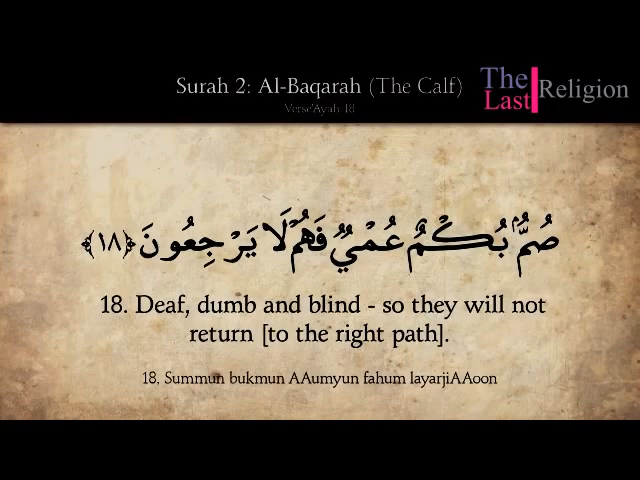 Surah 2: Al-Baqarah (The Calf)
Verse'Ayah 18
The
Last
Religion
صُمٌّۢ بُكْمٌ عُمْيٌ فَهُمْ لَا يَرْجِعُونَ ﴿١٨﴾
18. Deaf, dumb and blind - so they will not
return [to the right path].
18, Summun bukmun AAumyun fahum layarjiAAoon